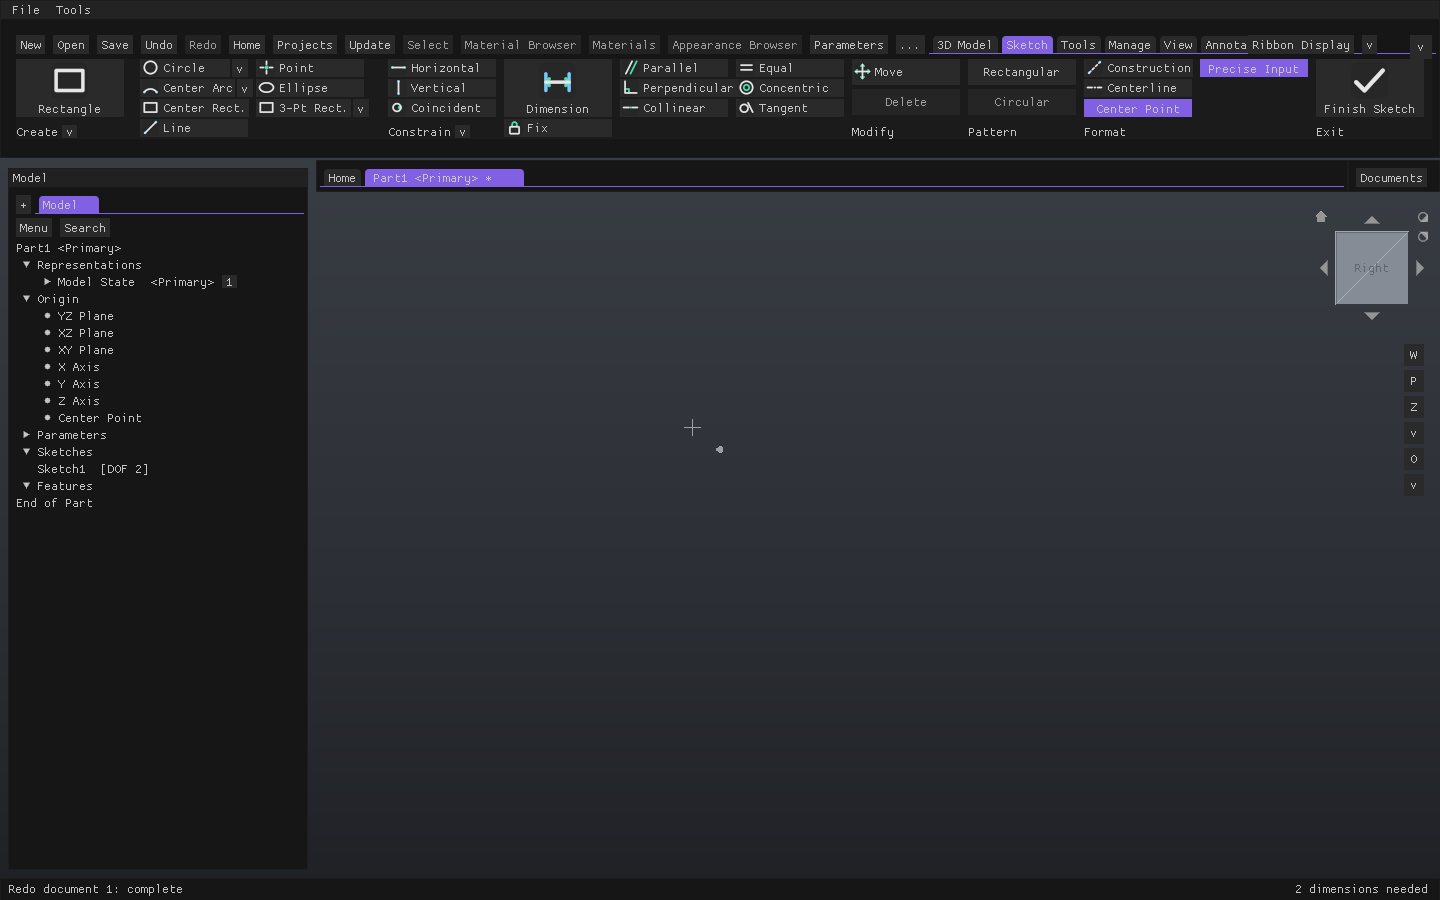 File Tools
New Open Save Undo Redo Home Projects Update Select Material Browser Materials Appearance Browser Parameters ... 3D Model Sketch Tools Manage View Annota Ribbon Display v v
Rectangle
Create v
Circle v Point
Center Arc v Ellipse
Center Rect. 3-Pt Rect. v
Line
Horizontal
Vertical
Coincident
Constrain v
Dimension
Fix
Parallel Equal
Perpendicular Concentric
Collinear Tangent
Move
Delete
Modify
Rectangular
Circular
Pattern
Construction
Centerline
Center Point
Format
Precise Input
Finish Sketch
Exit
Model
+ Model
Menu Search
Part1 <Primary>
Representations
Model State <Primary> 1
Origin
YZ Plane
XZ Plane
XY Plane
X Axis
Y Axis
Z Axis
Center Point
Parameters
Sketches
Sketch1 [DOF 2]
Features
End of Part
Home Part1 <Primary> * Documents
Right
W
P
Z
v
O
v
Redo document 1: complete
2 dimensions needed